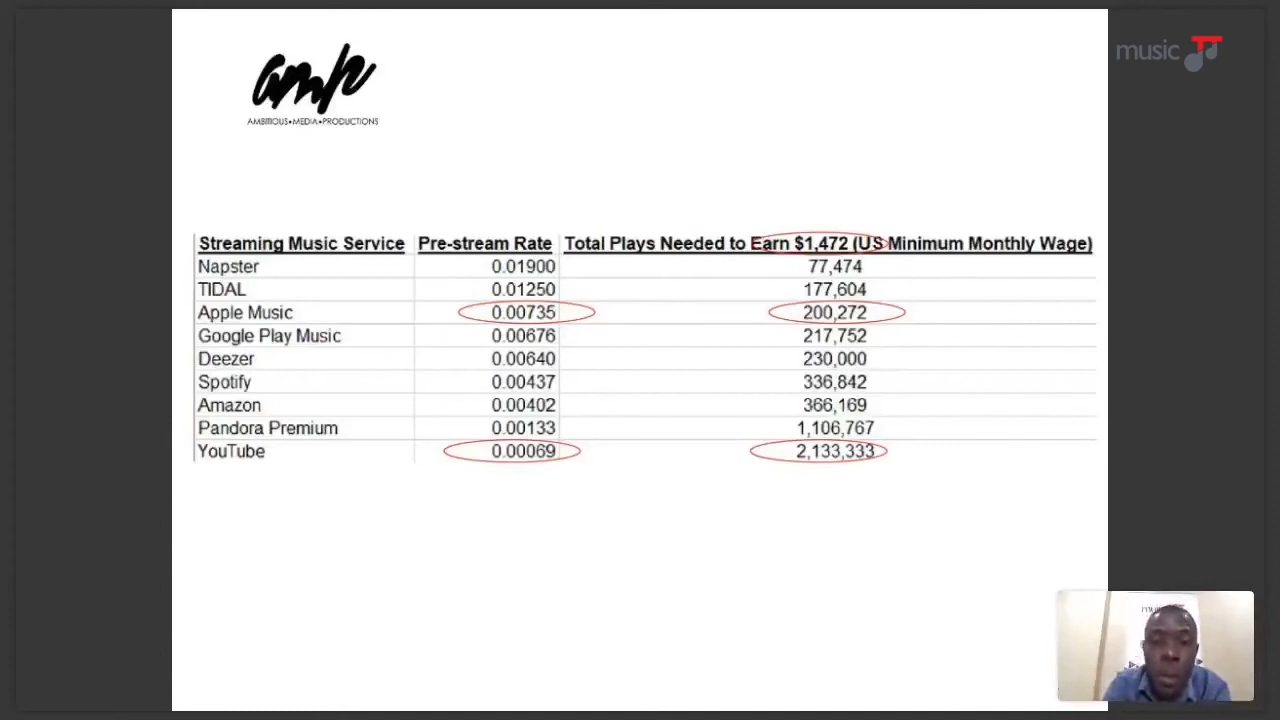 music TT
amp
AMBITIOUS•MEDIA•PRODUCTIONS
Streaming Music Service Pre-stream Rate Total Plays Needed to Earn $1,472 (US Minimum Monthly Wage)
Napster 0.01900 77,474
TIDAL 0.01250 177,604
Apple Music 0.00735 200,272
Google Play Music 0.00676 217,752
Deezer 0.00640 230,000
Spotify 0.00437 336,842
Amazon 0.00402 366,169
Pandora Premium 0.00133 1,106,767
YouTube 0.00069 2,133,333